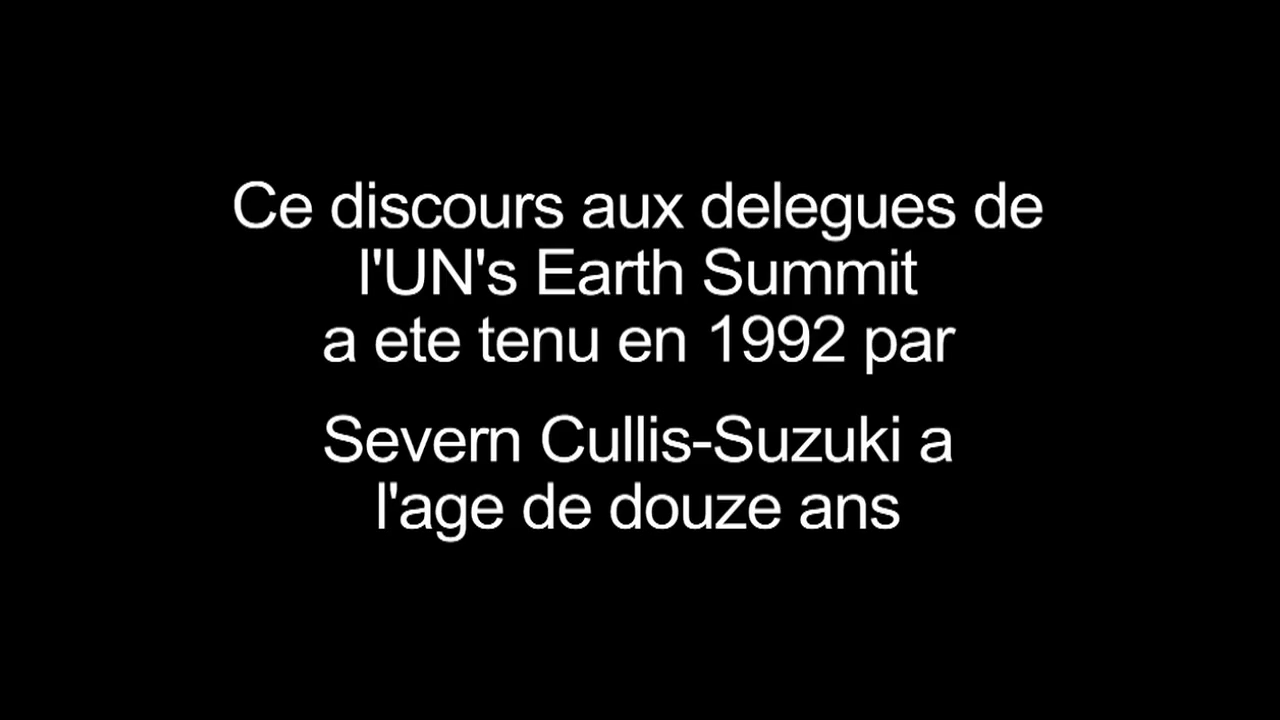 Ce discours aux delegues de
l'UN's Earth Summit
a ete tenu en 1992 par
Severn Cullis-Suzuki a
l'age de douze ans